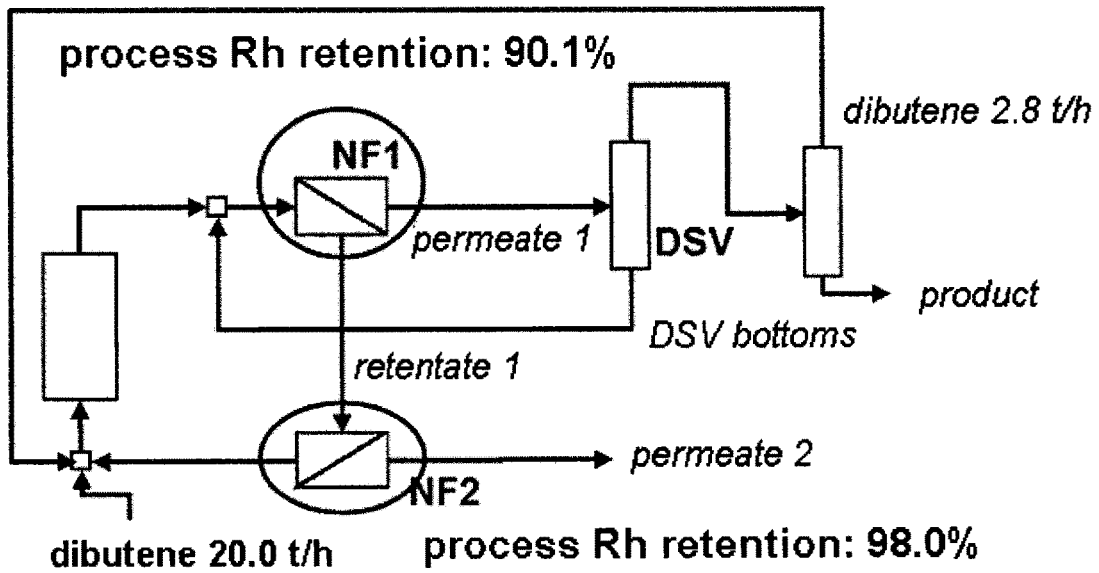 process Rh retention: 90.1%
dibutene 2.8 t/h
NF1
permeate 1
DSV
product
DSV bottoms
retentate 1
permeate 2
NF2
dibutene 20.0 t/h
process Rh retention: 98.0%